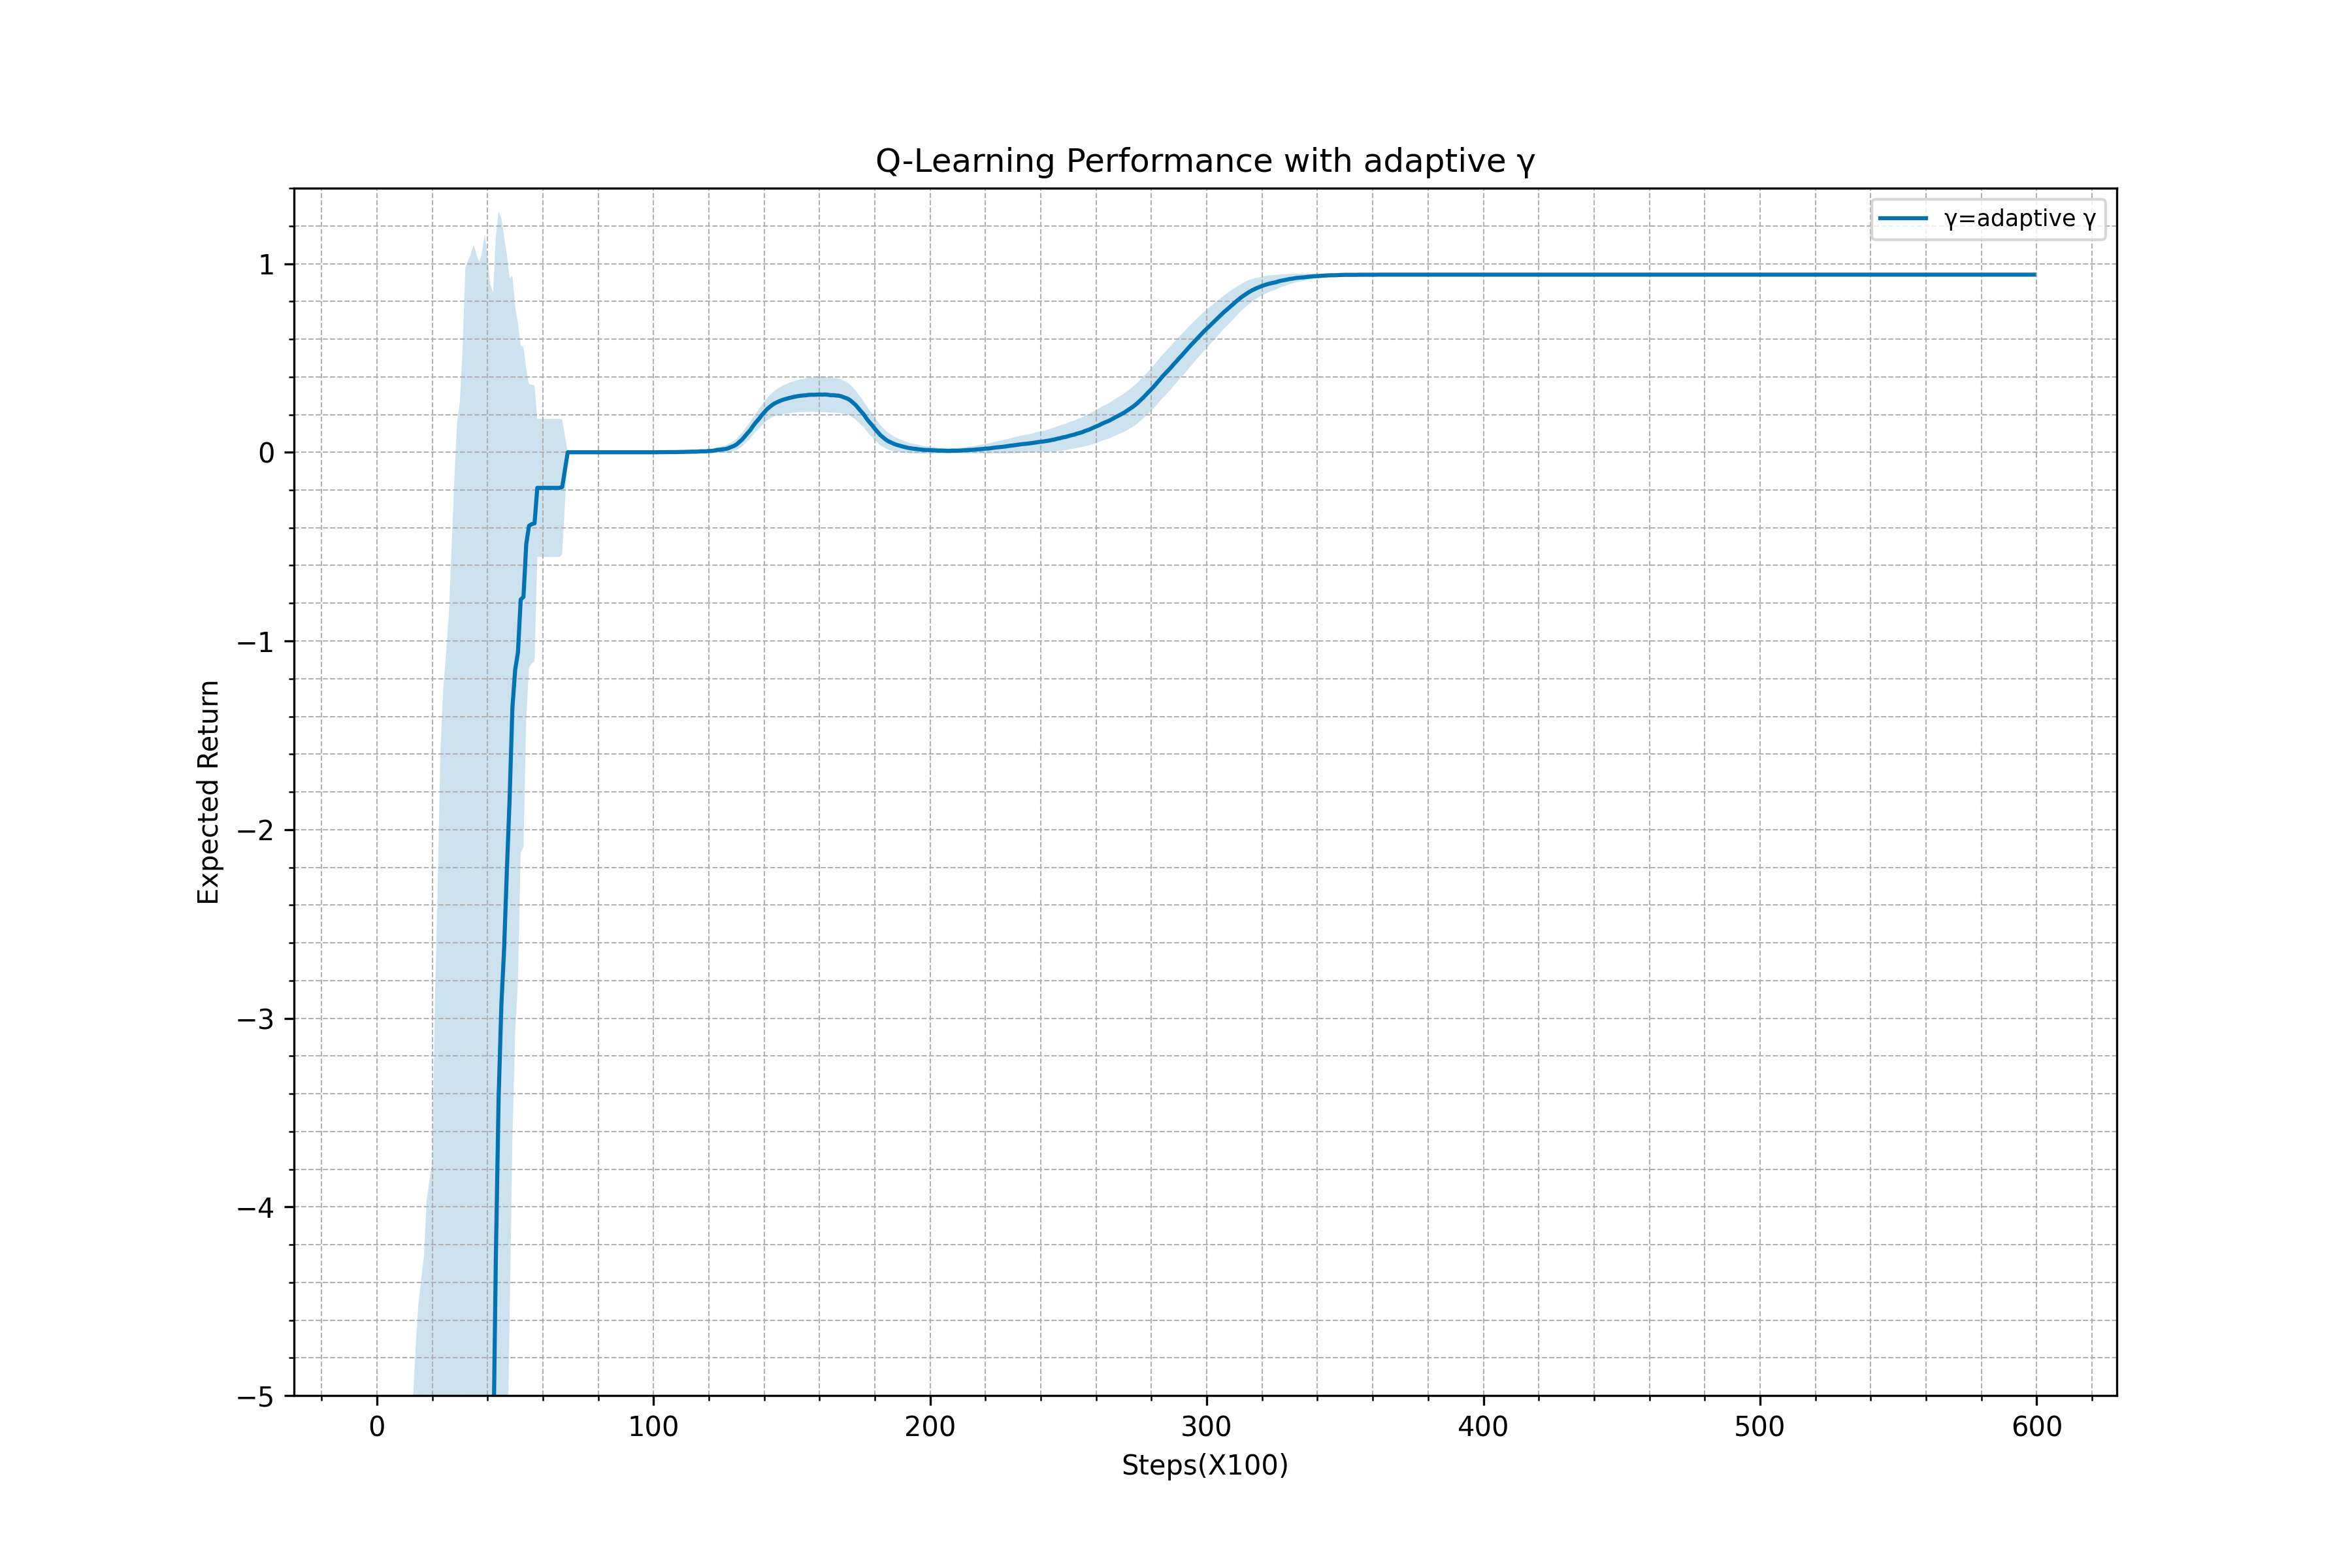 Q-Learning Performance with adaptive γ
γ=adaptive γ
Expected Return
1
0
−1
−2
−3
−4
−5
0 100 200 300 400 500 600
Steps(X100)